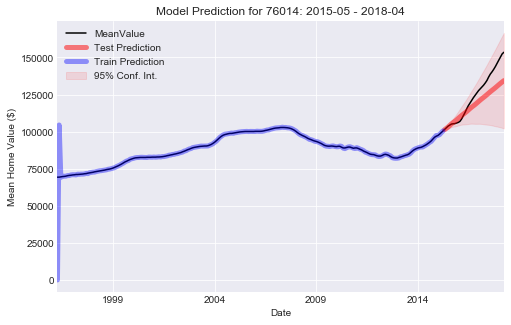 Model Prediction for 76014: 2015-05 - 2018-04
MeanValue
Test Prediction
Train Prediction
95% Conf. Int.
Mean Home Value ($)
150000
125000
100000
75000
50000
25000
0
1999
2004
2009
2014
Date